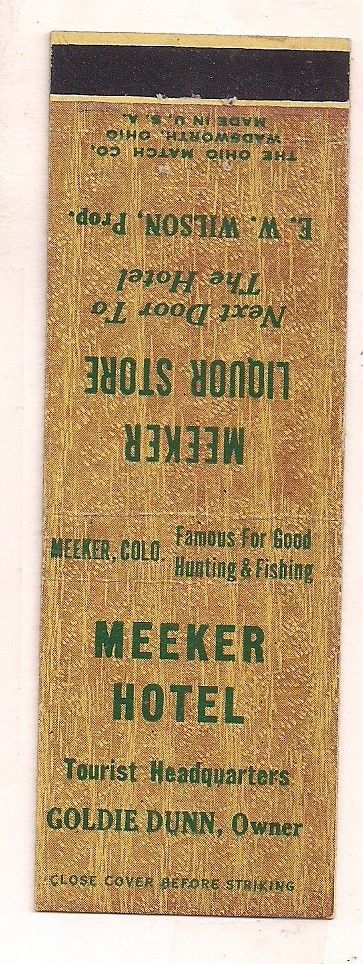 THE OHIO MATCH CO.
WADSWORTH, OHIO
MADE IN U. S. A.
MEEKER
LIQUOR STORE
Next Door To
The Hotel
E. W. WILSON, Prop.
MEEKER, COLO. Famous For Good
Hunting & Fishing
MEEKER
HOTEL
Tourist Headquarters
GOLDIE DUNN, Owner
CLOSE COVER BEFORE STRIKING